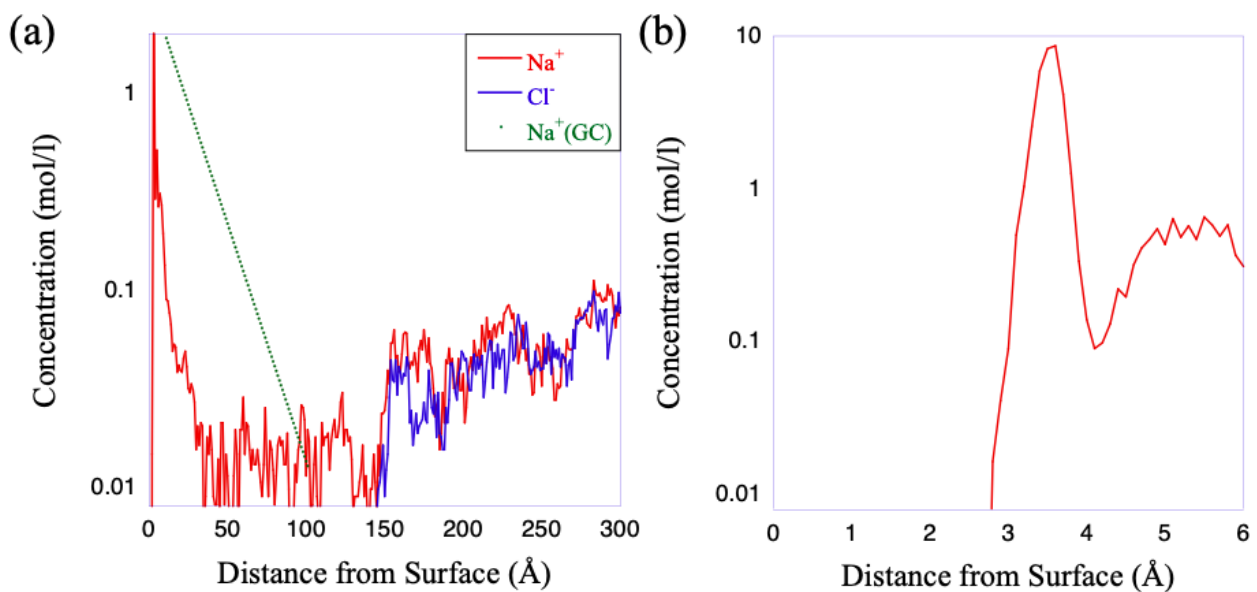 (a)
Concentration (mol/l)
1
0.1
0.01
0
50
100
150
200
250
300
Distance from Surface (Å)
Na⁺
Cl⁻
Na⁺(GC)
(b)
Concentration (mol/l)
10
1
0.1
0.01
0
1
2
3
4
5
6
Distance from Surface (Å)